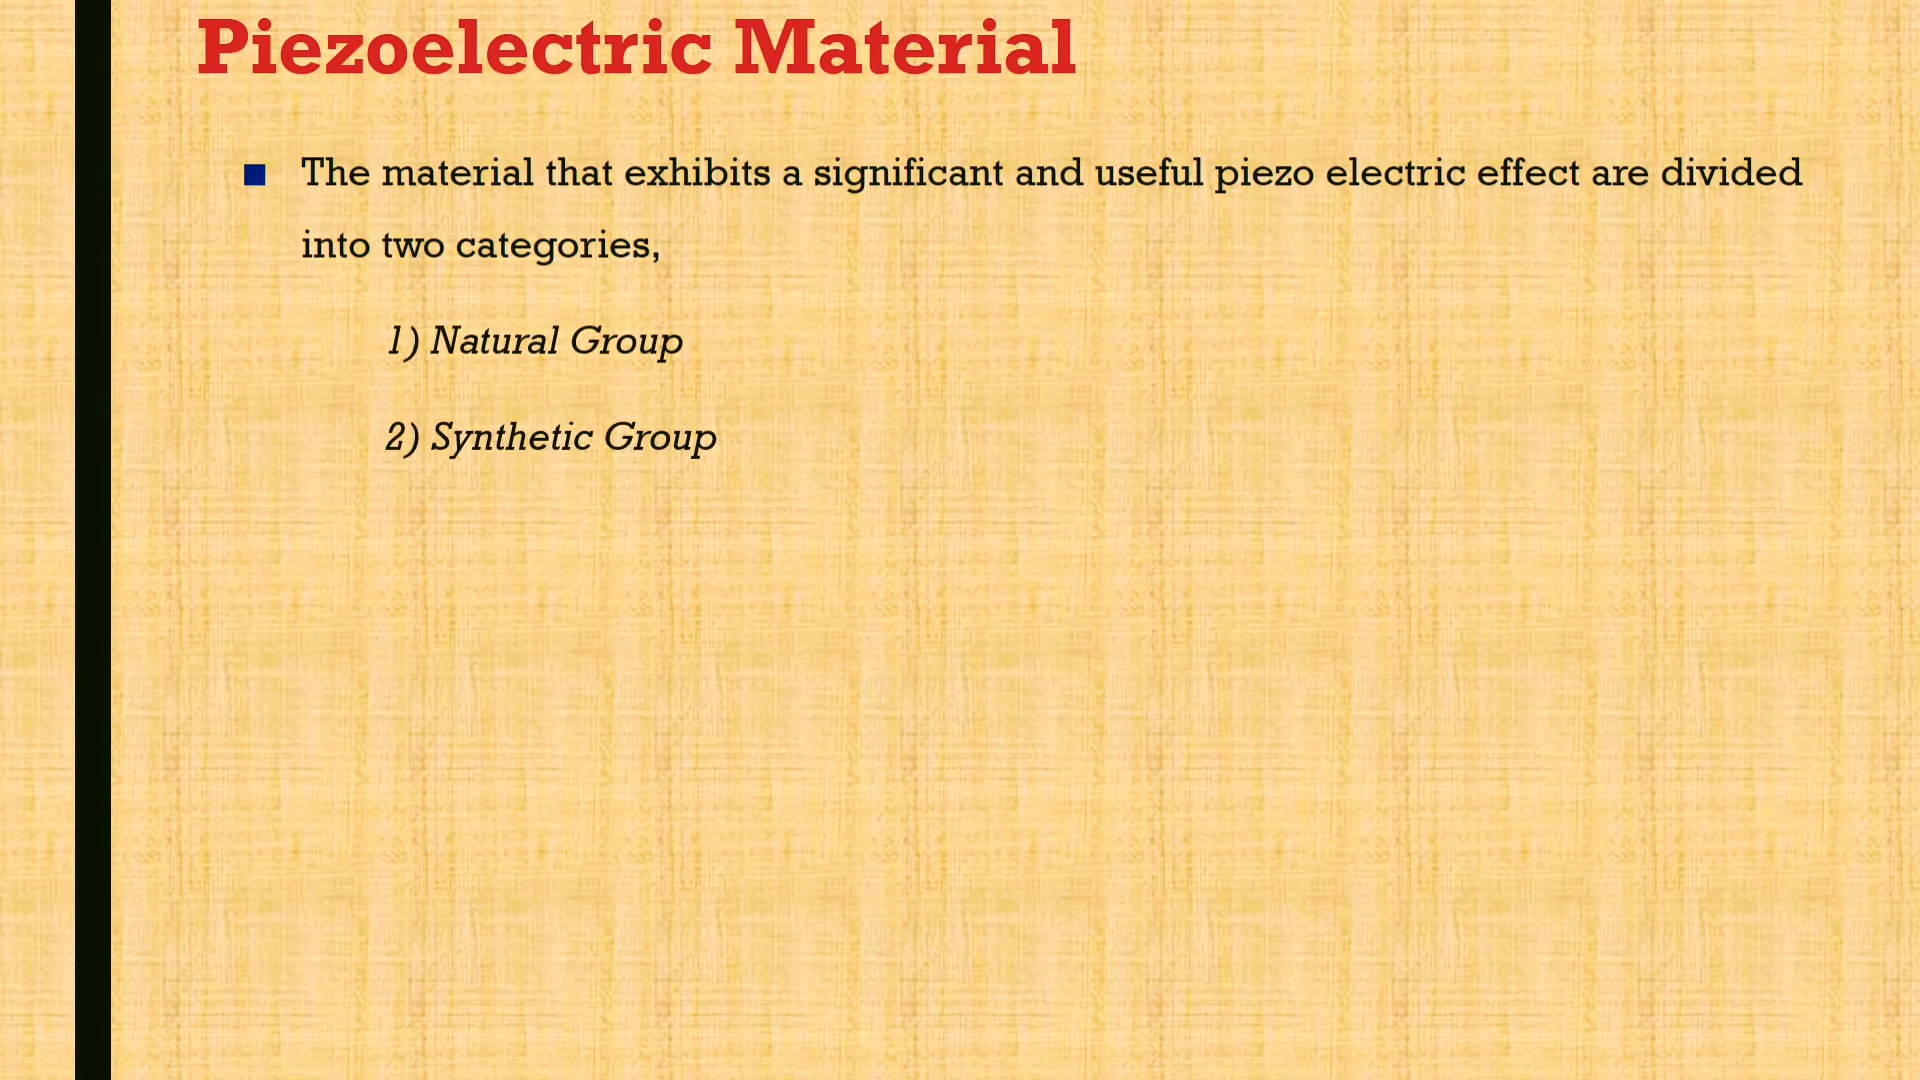 Piezoelectric Material
The material that exhibits a significant and useful piezo electric effect are divided
into two categories,
1) Natural Group
2) Synthetic Group